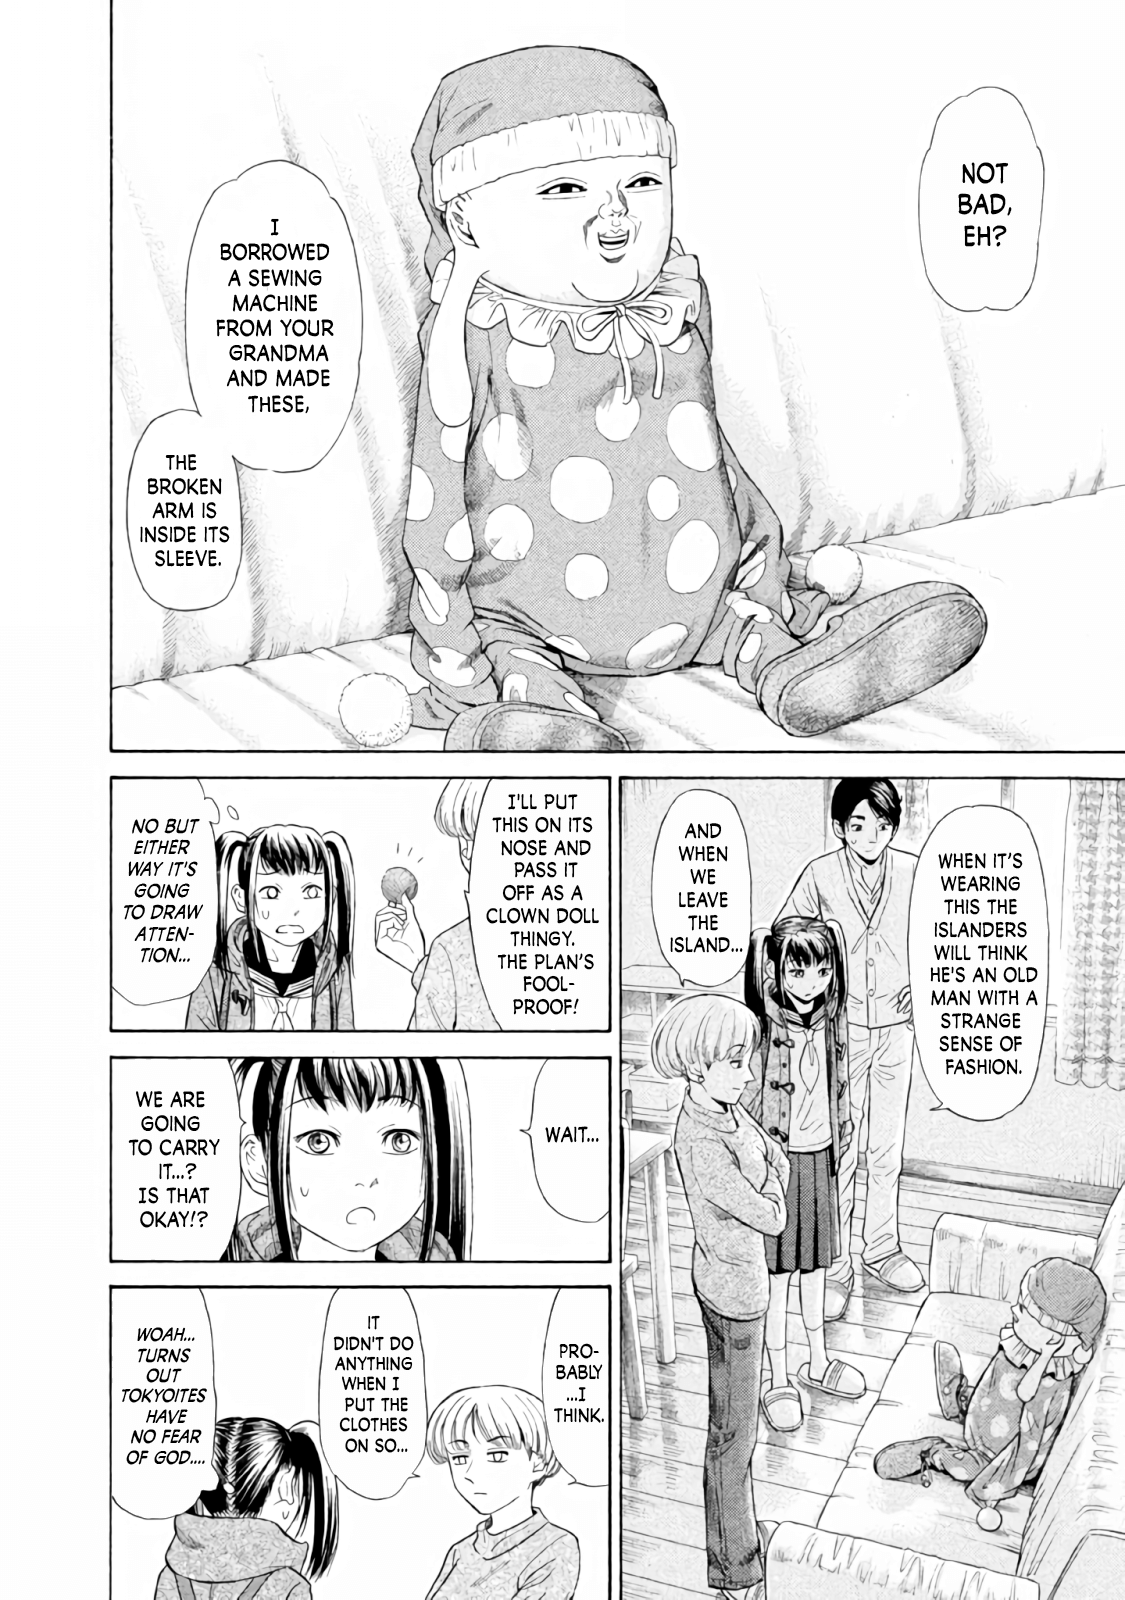 NOT
BAD,
EH?
I
BORROWED
A SEWING
MACHINE
FROM YOUR
GRANDMA
AND MADE
THESE,
THE
BROKEN
ARM IS
INSIDE ITS
SLEEVE.
WHEN IT'S
WEARING
THIS THE
ISLANDERS
WILL THINK
HE'S AN OLD
MAN WITH A
STRANGE
SENSE OF
FASHION.
AND
WHEN
WE
LEAVE
THE
ISLAND...
I'LL PUT
THIS ON ITS
NOSE AND
PASS IT
OFF AS A
CLOWN DOLL
THINGY.
THE PLAN'S
FOOL-
PROOF!
NO BUT
EITHER
WAY IT'S
GOING
TO DRAW
ATTEN-
TION...
WAIT...
WE ARE
GOING
TO CARRY
IT...?
IS THAT
OKAY!?
PRO-
BABLY
...I
THINK.
IT
DIDN'T DO
ANYTHING
WHEN I
PUT THE
CLOTHES
ON SO...
WOAH...
TURNS
OUT
TOKYOITES
HAVE
NO FEAR
OF GOD....